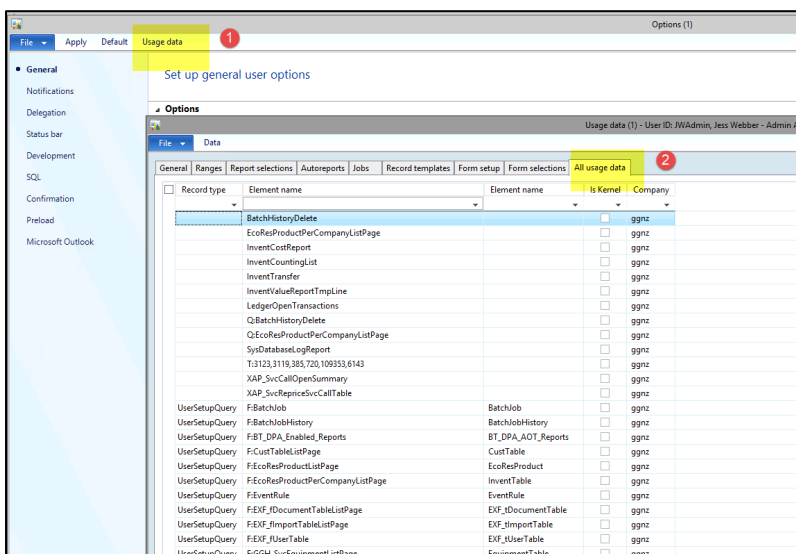 Options (1)
File Apply Default Usage data 1
General
Notifications
Delegation
Status bar
Development
SQL
Confirmation
Preload
Microsoft Outlook
Set up general user options
Options
Usage data (1) - User ID: JWAdmin, Jess Webber - Admin
File Data
General Ranges Report selections Autoreports Jobs Record templates Form setup Form selections All usage data 2
Record type Element name Element name Is Kernel Company
BatchHistoryDelete ggnz
EcoResProductPerCompanyListPage ggnz
InventCostReport ggnz
InventCountingList ggnz
InventTransfer ggnz
InventValueReportTmpLine ggnz
LedgerOpenTransactions ggnz
Q:BatchHistoryDelete ggnz
Q:EcoResProductPerCompanyListPage ggnz
SysDatabaseLogReport ggnz
T:3123,3119,385,720,109353,6143 ggnz
XAP_SvcCallOpenSummary ggnz
XAP_SvcRepriceSvcCallTable ggnz
UserSetupQuery F:BatchJob BatchJob ggnz
UserSetupQuery F:BatchJobHistory BatchJobHistory ggnz
UserSetupQuery F:BT_DPA_Enabled_Reports BT_DPA_AOT_Reports ggnz
UserSetupQuery F:CustTableListPage CustTable ggnz
UserSetupQuery F:EcoResProductListPage EcoResProduct ggnz
UserSetupQuery F:EcoResProductPerCompanyListPage InventTable ggnz
UserSetupQuery F:EventRule EventRule ggnz
UserSetupQuery F:EXF_fDocumentTableListPage EXF_tDocumentTable ggnz
UserSetupQuery F:EXF_fImportTableListPage EXF_tImportTable ggnz
UserSetupQuery F:EXF_fUserTable EXF_tUserTable ggnz
UserSetupQuery F:GGH_SvcEquipmentListPage EquipmentTable ggnz